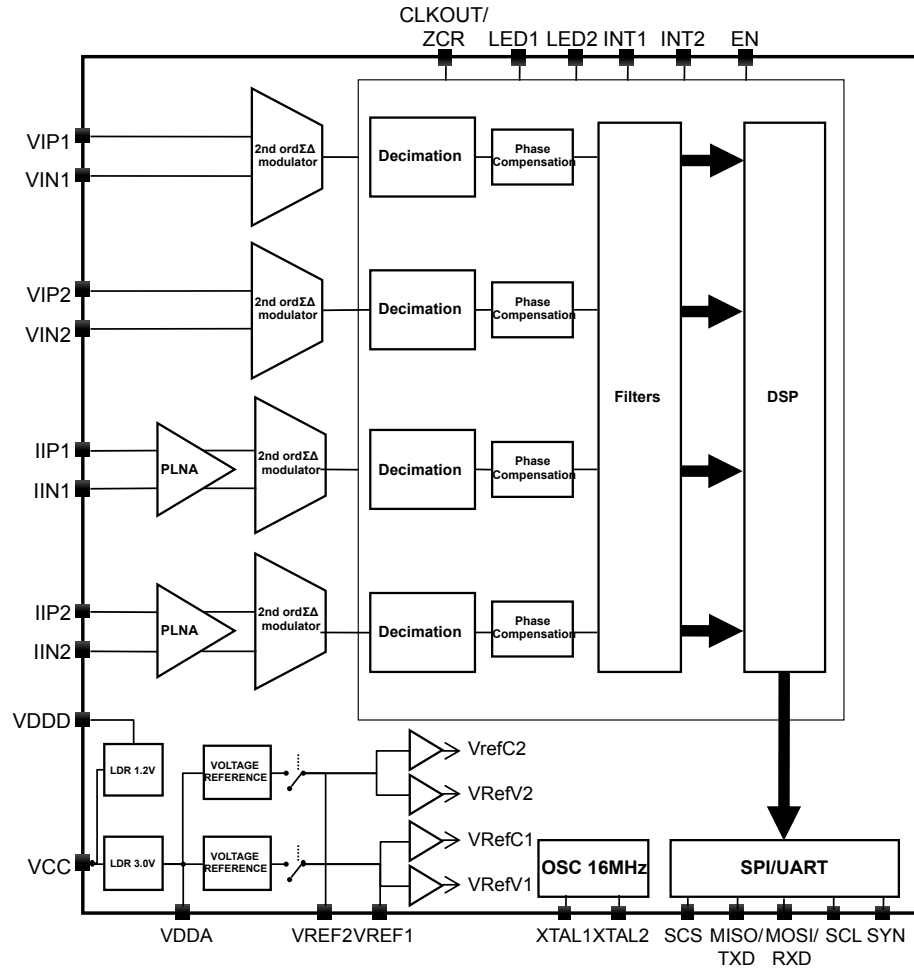 CLKOUT/
ZCR LED1 LED2 INT1 INT2 EN
VIP1
VIN1
2nd ordΣΔ
modulator
Decimation
Phase
Compensation
VIP2
VIN2
2nd ordΣΔ
modulator
Decimation
Phase
Compensation
Filters
DSP
IIP1
IIN1
PLNA
2nd ordΣΔ
modulator
Decimation
Phase
Compensation
IIP2
IIN2
PLNA
2nd ordΣΔ
modulator
Decimation
Phase
Compensation
VDDD
LDR 1.2V
VOLTAGE
REFERENCE
VrefC2
VRefV2
VCC
LDR 3.0V
VOLTAGE
REFERENCE
VRefC1
VRefV1
OSC 16MHz
SPI/UART
VDDA VREF2VREF1 XTAL1XTAL2 SCS MISO/ MOSI/ SCL SYN
TXD RXD